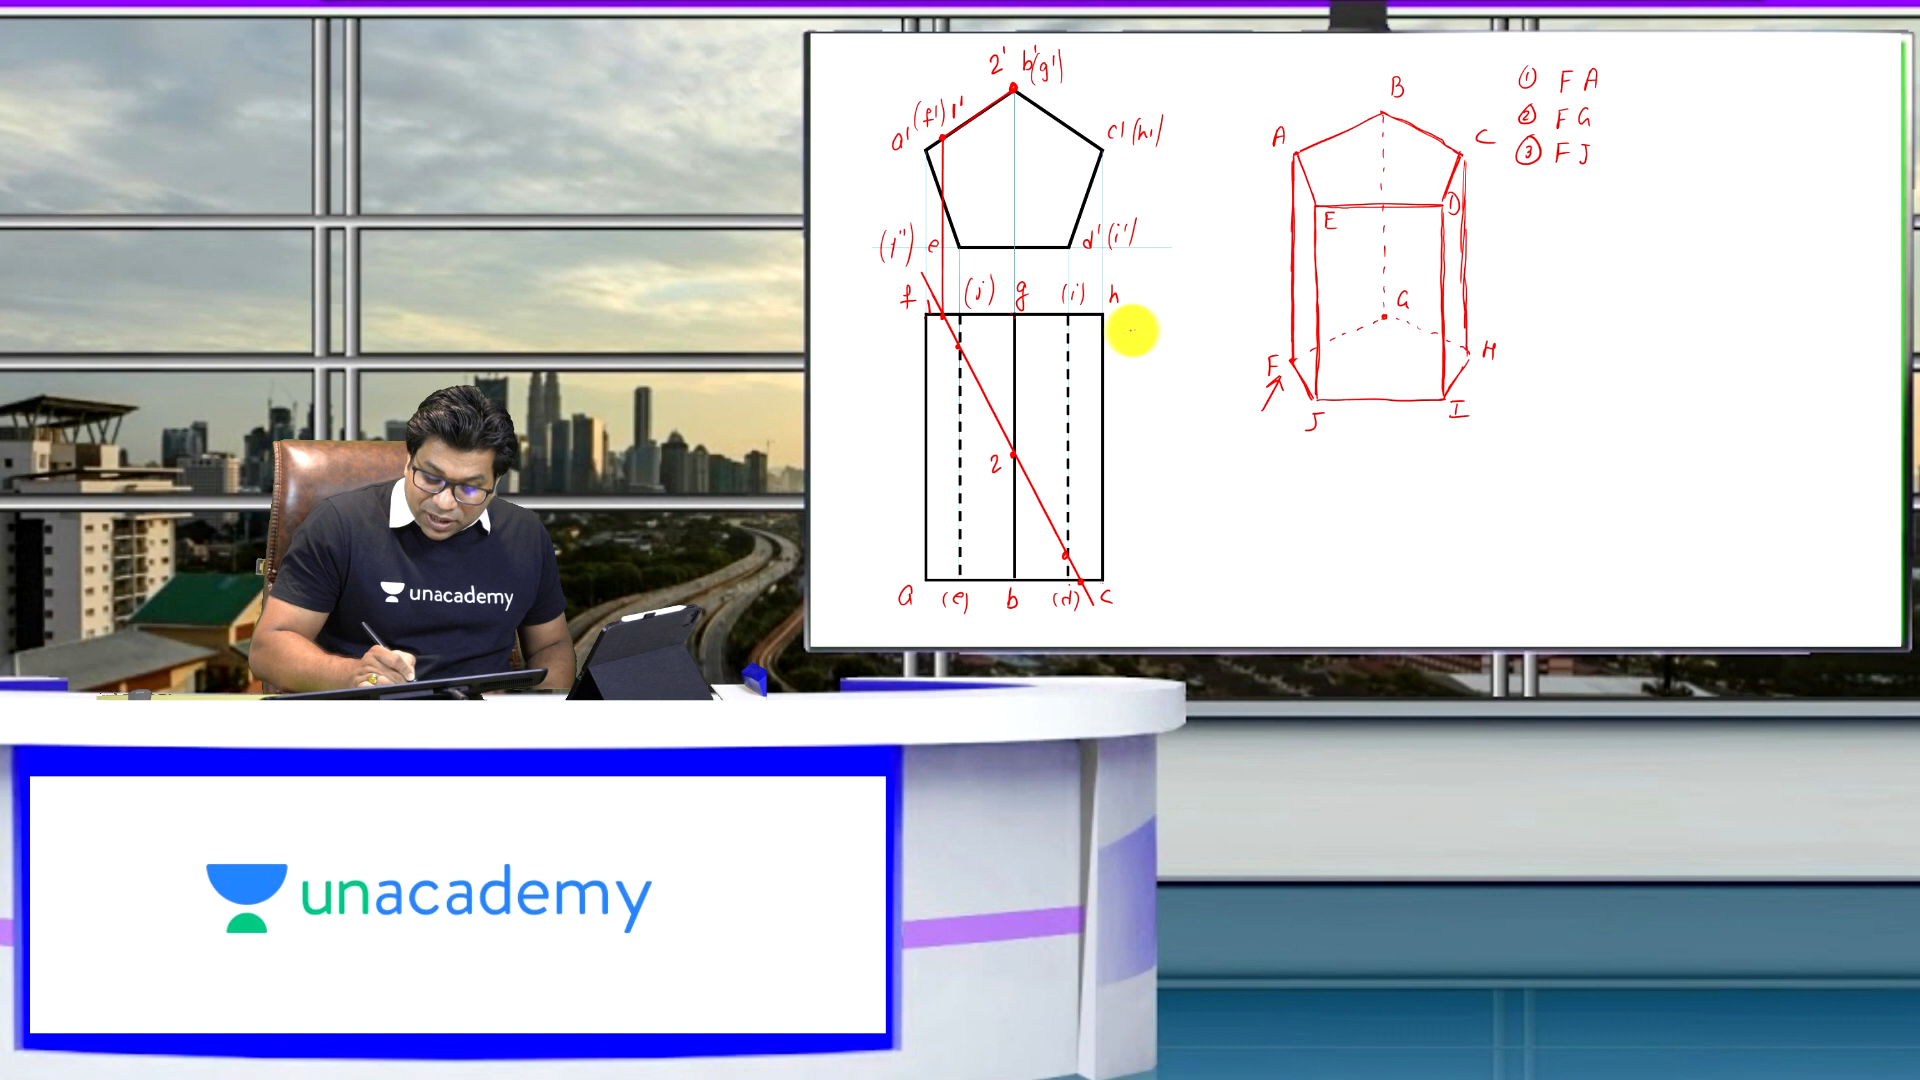 2' b'(g')
(f') 1'
a'
c' (h')
(j') e
d' (i')
f 1 (j) g (i) h
2
a (e) b (d) c
B
A C
E D
G
F H
J I
① F A
② F G
③ F J
unacademy
unacademy